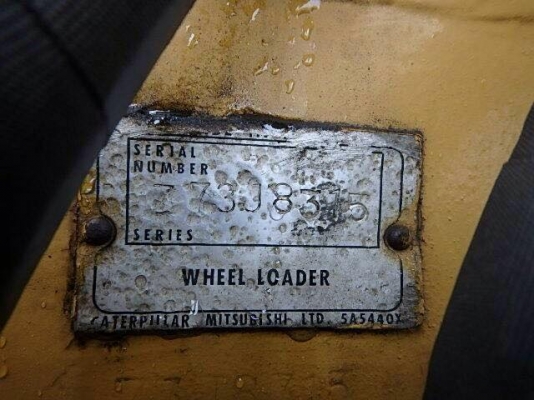 SERIAL
NUMBER
SERIES
WHEEL LOADER
CATERPILLAR MITSUBISHI LTD. 5A5440X